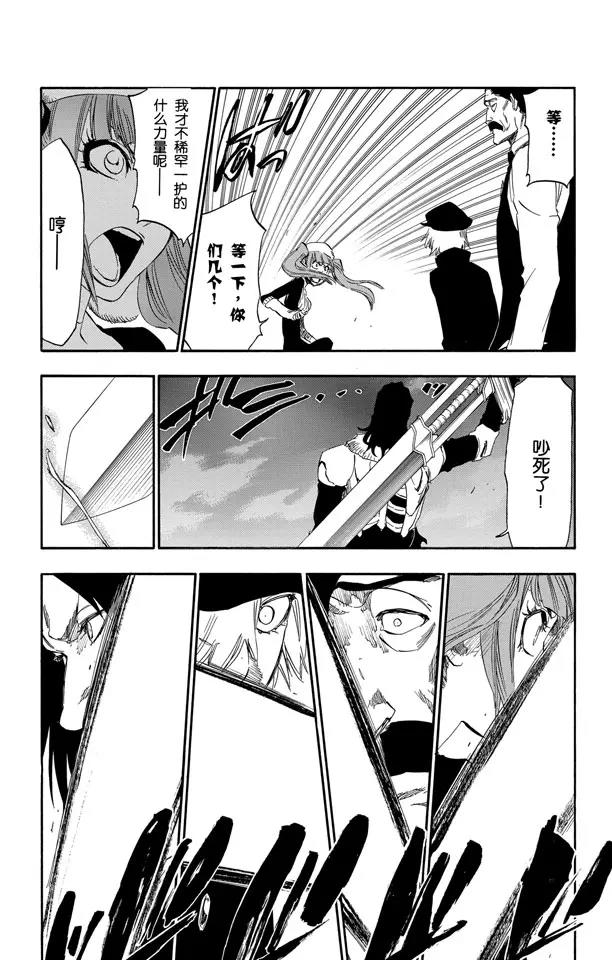 等……
等一下，你
们几个！
我才不稀罕一护的
什么力量呢——
哼——
吵死了！